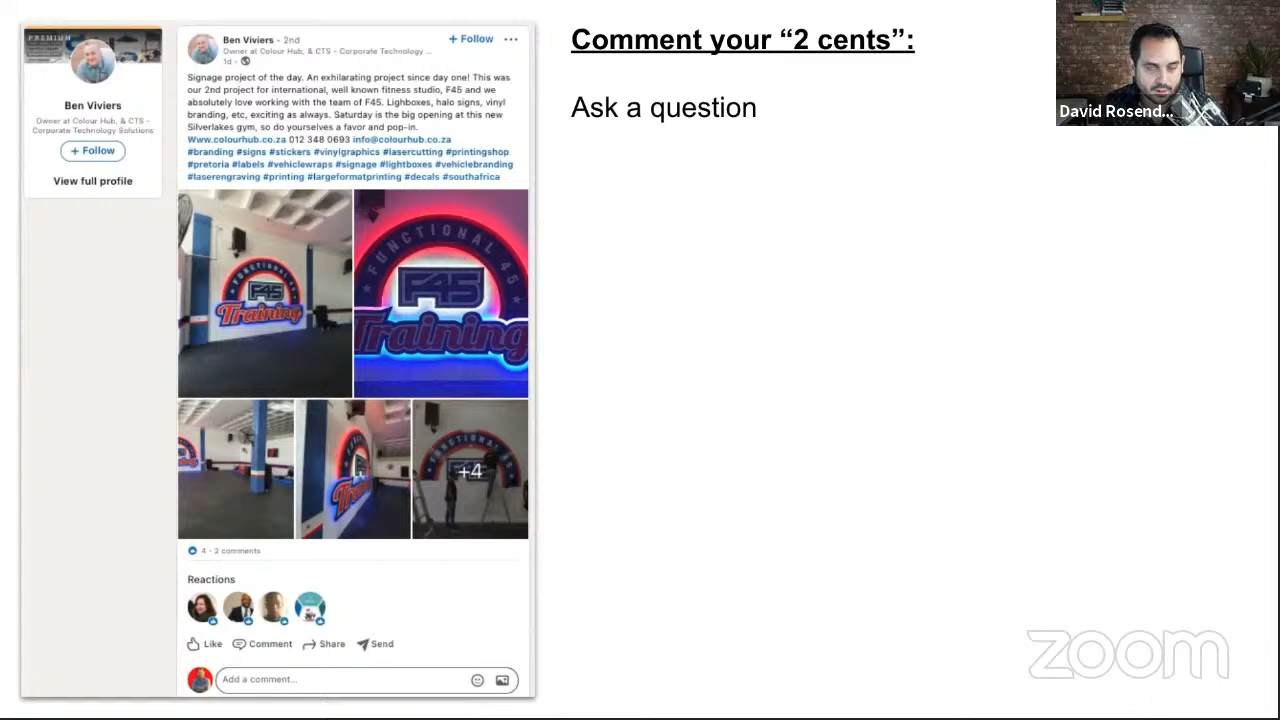 PREMIUM
Ben Viviers
Owner at Colour Hub, & CTS -
Corporate Technology Solutions
+ Follow
View full profile
Ben Viviers · 2nd
Owner at Colour Hub, & CTS - Corporate Technology ...
1d ·
+ Follow
Signage project of the day. An exhilarating project since day one! This was
our 2nd project for international, well known fitness studio, F45 and we
absolutely love working with the team of F45. Lighboxes, halo signs, vinyl
branding, etc, exciting as always. Saturday is the big opening at this new
Silverlakes gym, so do yourselves a favor and pop-in.
Www.colourhub.co.za 012 348 0693 info@colourhub.co.za
#branding #signs #stickers #vinylgraphics #lasercutting #printingshop
#pretoria #labels #vehiclewraps #signage #lightboxes #vehiclebranding
#laserengraving #printing #largeformatprinting #decals #southafrica
FUNCTIONAL 45
F45
Training
FUNCTIONAL 45
F45
Training
+4
4 · 2 comments
Reactions
Like
Comment
Share
Send
Add a comment...
Comment your “2 cents”:
Ask a question
David Rosend...
zoom